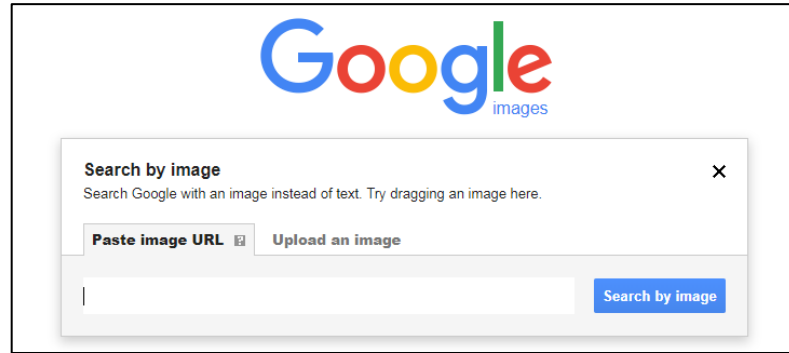 Google
images
Search by image
Search Google with an image instead of text. Try dragging an image here.
Paste image URL ?
Upload an image
Search by image